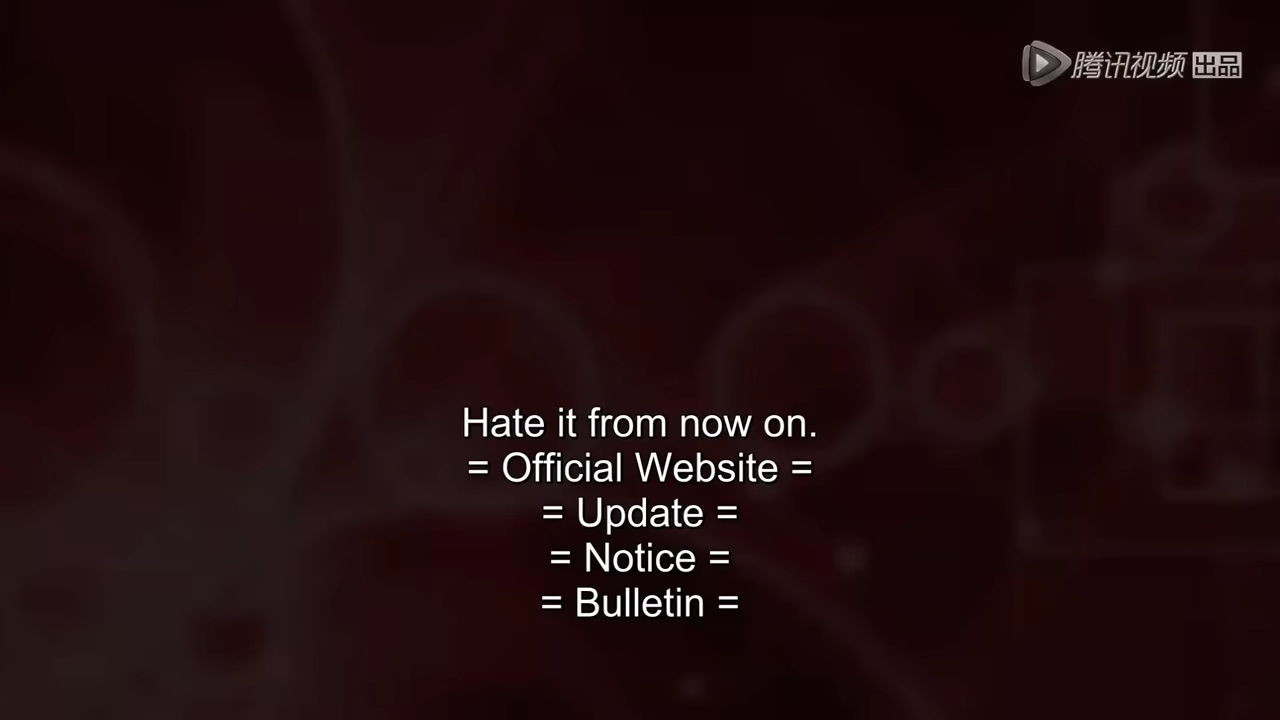 腾讯视频 出品
Hate it from now on.
= Official Website =
= Update =
= Notice =
= Bulletin =